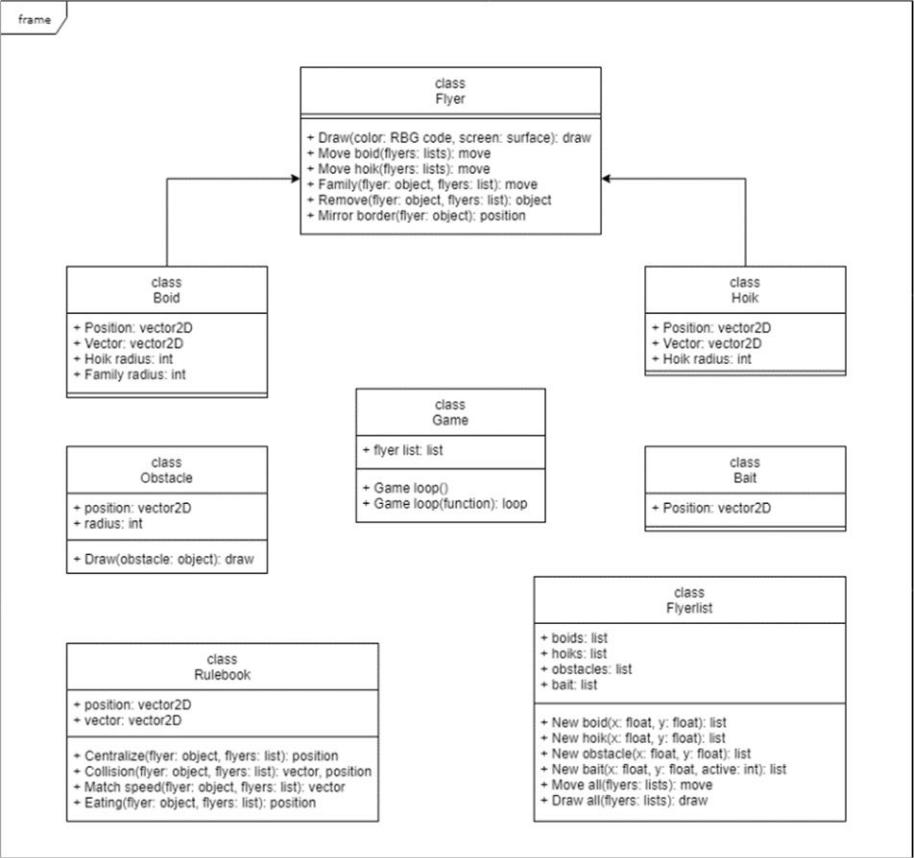 frame
class
Flyer
+ Draw(color: RBG code, screen: surface): draw
+ Move boid(flyers: lists): move
+ Move hoik(flyers: lists): move
+ Family(flyer: object, flyers: list): move
+ Remove(flyer: object, flyers: list): object
+ Mirror border(flyer: object): position
class
Boid
+ Position: vector2D
+ Vector: vector2D
+ Hoik radius: int
+ Family radius: int
class
Hoik
+ Position: vector2D
+ Vector: vector2D
+ Hoik radius: int
class
Game
+ flyer list: list
+ Game loop()
+ Game loop(function): loop
class
Obstacle
+ position: vector2D
+ radius: int
+ Draw(obstacle: object): draw
class
Bait
+ Position: vector2D
class
Flyerlist
+ boids: list
+ hoiks: list
+ obstacles: list
+ bait: list
+ New boid(x: float, y: float): list
+ New hoik(x: float, y: float): list
+ New obstacle(x: float, y: float): list
+ New bait(x: float, y: float, active: int): list
+ Move all(flyers: lists): move
+ Draw all(flyers: lists): draw
class
Rulebook
+ position: vector2D
+ vector: vector2D
+ Centralize(flyer: object, flyers: list): position
+ Collision(flyer: object, flyers: list): vector, position
+ Match speed(flyer: object, flyers: list): vector
+ Eating(flyer: object, flyers: list): position